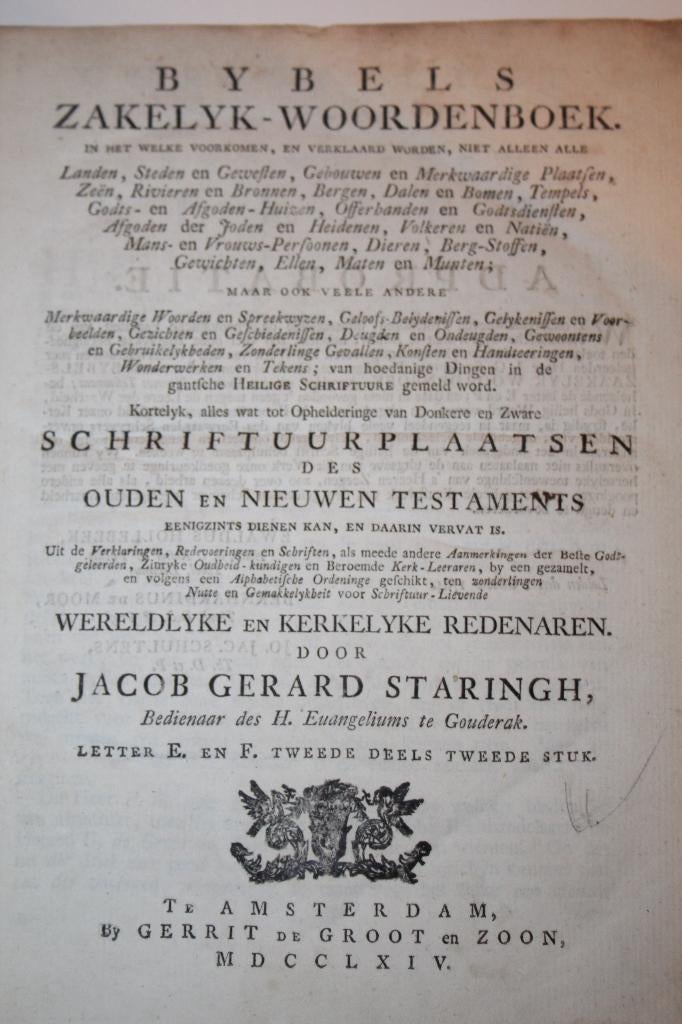 BYBELS
ZAKELYK-WOORDENBOEK.
IN HET WELKE VOORKOMEN, EN VERKLAARD WORDEN, NIET ALLEEN ALLE
Landen, Steden en Gewesten, Gebouwen en Merkwaardige Plaatsen,
Zeën, Rivieren en Bronnen, Bergen, Dalen en Bomen, Tempels,
Godts- en Afgoden-Huizen, Offerhanden en Godtsdiensten,
Afgoden der Joden en Heidenen, Volkeren en Natiën,
Mans- en Vrouws-Persoonen, Dieren, Berg-Stoffen,
Gewichten, Ellen, Maten en Munten;
MAAR OOK VEELE ANDERE
Merkwaardige Woorden en Spreekwyzen, Geloofs-Belydenissen, Gelykenissen en Voor-
beelden, Gezichten en Geschiedenissen, Deugden en Ondeugden, Gewoontens
en Gebruikelykheden, Zonderlinge Gevallen, Konsten en Handteeringen,
Wonderwerken en Tekens; van hoedanige Dingen in de
gantsche HEILIGE SCHRIFTUURE gemeld word.
Kortelyk, alles wat tot Ophelderinge van Donkere en Zware
SCHRIFTUURPLAATSEN
DES
OUDEN EN NIEUWEN TESTAMENTS
EENIGZINTS DIENEN KAN, EN DAARIN VERVAT IS.
Uit de Verklaringen, Redevoeringen en Schriften, als meede andere Aanmerkingen der Beste Godt-
geleerden, Zinryke Oudheid-kundigen en Beroemde Kerk-Leeraren, by een gezamelt,
en volgens een Alphabetische Ordeninge geschikt, ten zonderlingen
Nutte en Gemakkelykheit voor Schriftuur-Lievende
WERELDLYKE EN KERKELYKE REDENAREN.
DOOR
JACOB GERARD STARINGH,
Bedienaar des H. Euangeliums te Gouderak.
LETTER E. EN F. TWEEDE DEELS TWEEDE STUK.
TE AMSTERDAM,
By GERRIT DE GROOT en ZOON,
MDCCLXIV.